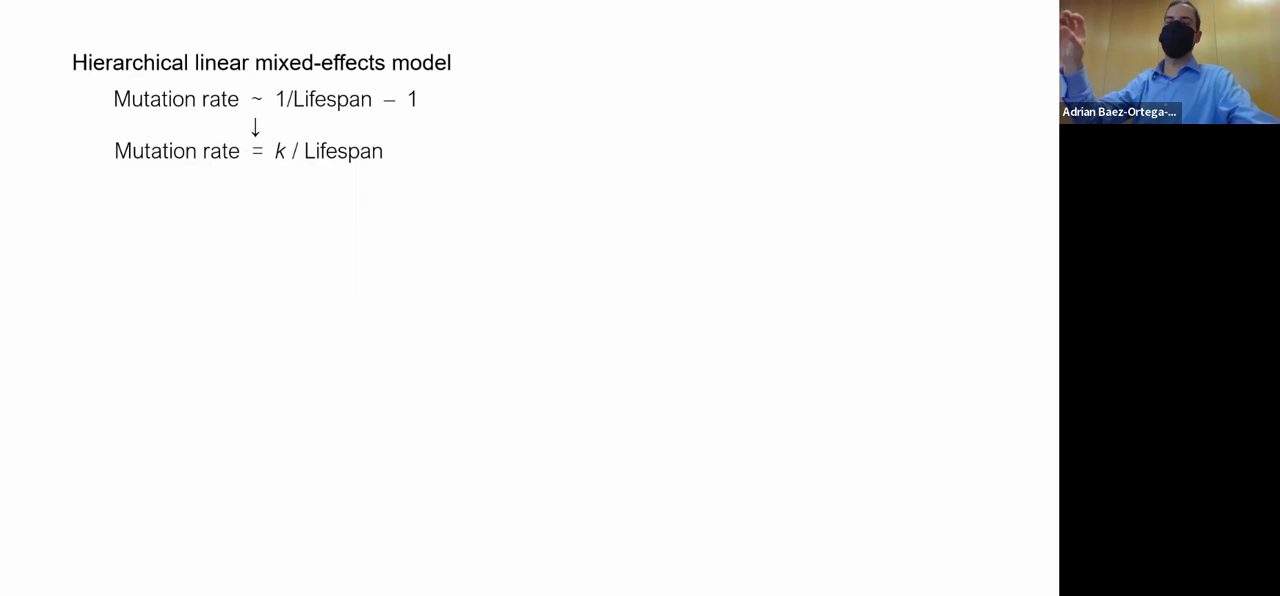 Hierarchical linear mixed-effects model
Mutation rate ~ 1/Lifespan – 1
↓
Mutation rate = k / Lifespan
Adrian Baez-Ortega-...